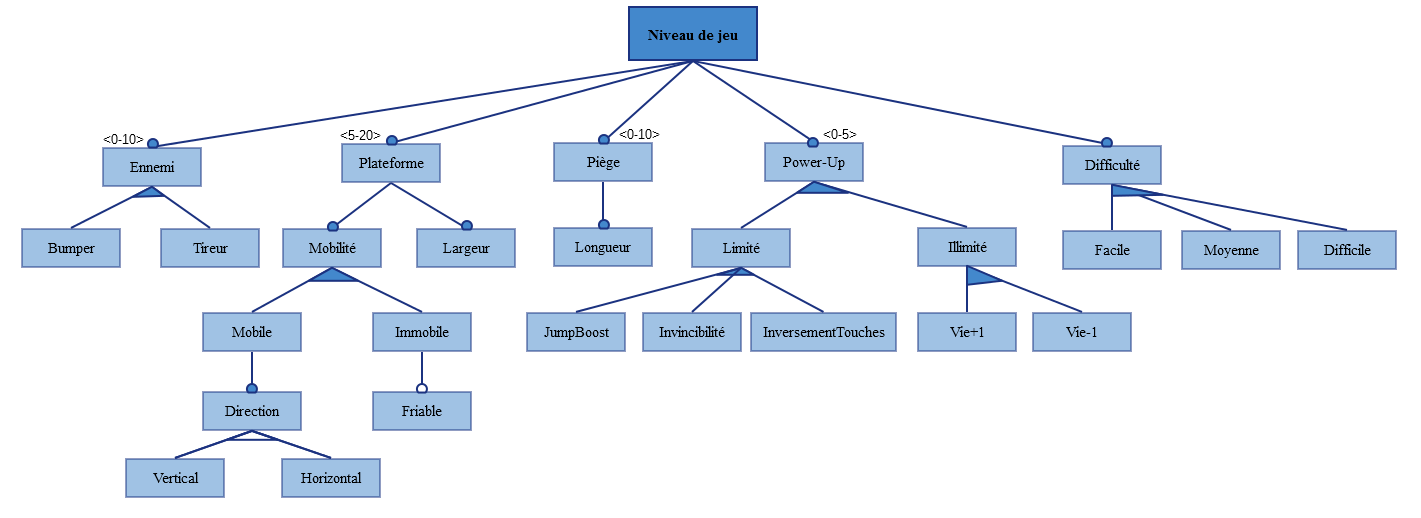 Niveau de jeu
<0-10>
<5-20>
<0-10>
<0-5>
Ennemi
Plateforme
Piège
Power-Up
Difficulté
Bumper
Tireur
Mobilité
Largeur
Longueur
Limité
Illimité
Facile
Moyenne
Difficile
Mobile
Immobile
JumpBoost
Invincibilité
InversementTouches
Vie+1
Vie-1
Direction
Friable
Vertical
Horizontal